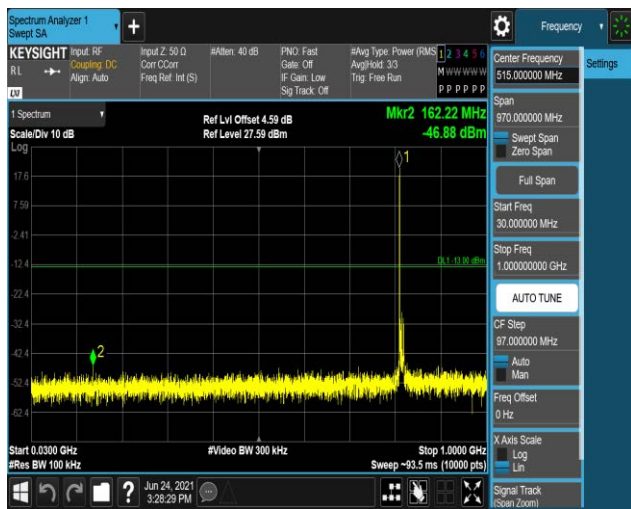 Spectrum Analyzer 1
Swept SA
Frequency
KEYSIGHT
RL
LXI
Input: RF
Coupling: DC
Align: Auto
Input Z: 50 Ω
Corr CCorr
Freq Ref: Int (S)
#Atten: 40 dB
PNO: Fast
Gate: Off
IF Gain: Low
Sig Track: Off
#Avg Type: Power (RMS
Avg|Hold: 3/3
Trig: Free Run
1 2 3 4 5 6
M W W W W W
P P P P P P
1 Spectrum
Scale/Div 10 dB
Log
Ref Lvl Offset 4.59 dB
Ref Level 27.59 dBm
Mkr2 162.22 MHz
-46.88 dBm
17.6
7.59
-2.41
-12.4
-22.4
-32.4
-42.4
-52.4
-62.4
1
DL1 -13.00 dBm
2
Start 0.0300 GHz
#Res BW 100 kHz
#Video BW 300 kHz
Stop 1.0000 GHz
Sweep ~93.5 ms (10000 pts)
?
Jun 24, 2021
3:28:29 PM
Center Frequency
515.000000 MHz
Settings
Span
970.000000 MHz
Swept Span
Zero Span
Full Span
Start Freq
30.000000 MHz
Stop Freq
1.000000000 GHz
AUTO TUNE
CF Step
97.000000 MHz
Auto
Man
Freq Offset
0 Hz
X Axis Scale
Log
Lin
Signal Track
(Span Zoom)